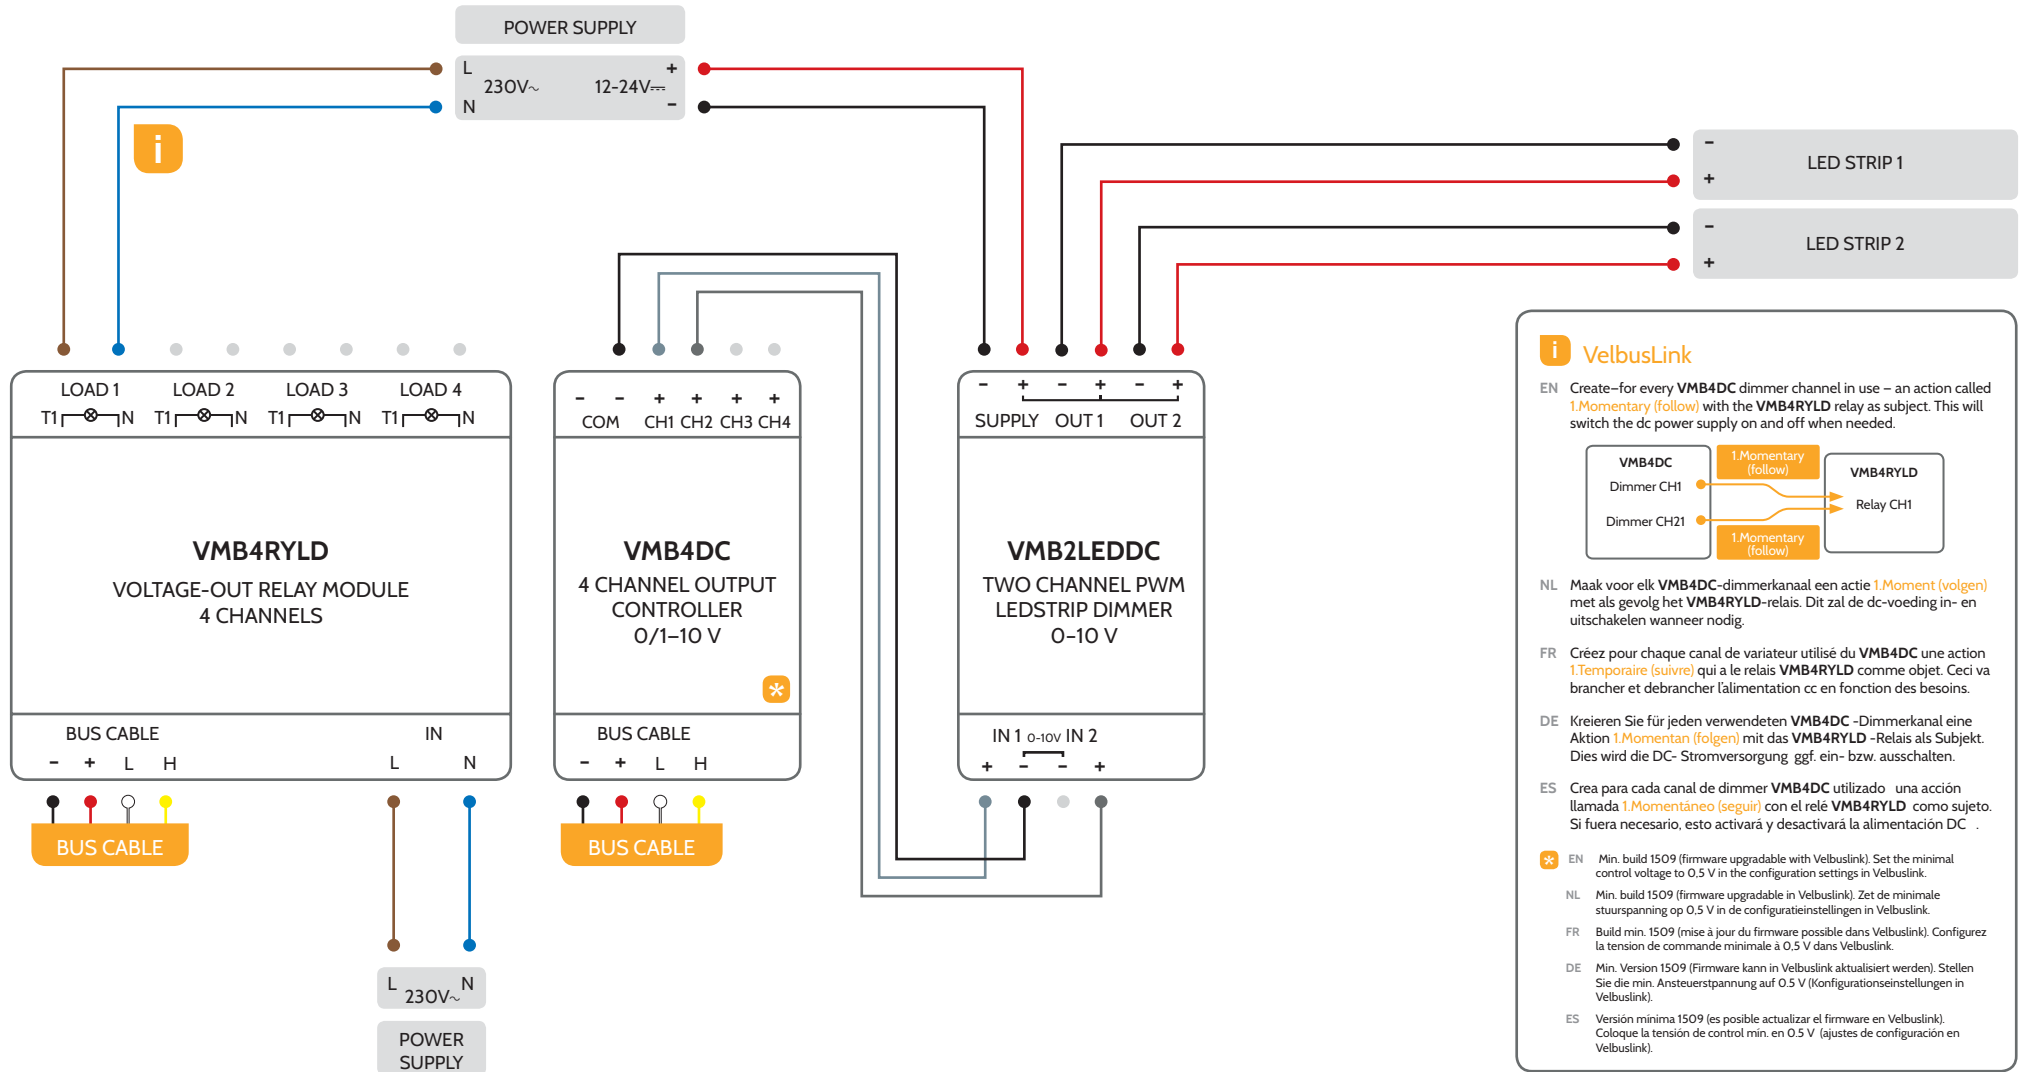 POWER SUPPLY
L 230V~ N
12-24V⎓ + −
i
− LED STRIP 1 +
− LED STRIP 2 +
LOAD 1 LOAD 2 LOAD 3 LOAD 4
T1 N T1 N T1 N T1 N
VMB4RYLD
VOLTAGE-OUT RELAY MODULE
4 CHANNELS
BUS CABLE IN
− + L H L N
BUS CABLE
L 230V~ N
POWER
SUPPLY
− − + + + +
COM CH1 CH2 CH3 CH4
VMB4DC
4 CHANNEL OUTPUT
CONTROLLER
0/1–10 V
*
BUS CABLE
− + L H
BUS CABLE
− + − + − +
SUPPLY OUT 1 OUT 2
VMB2LEDDC
TWO CHANNEL PWM
LEDSTRIP DIMMER
0–10 V
IN 1 0-10V IN 2
+ − − +
i VelbusLink
EN Create–for every VMB4DC dimmer channel in use – an action called
1.Momentary (follow) with the VMB4RYLD relay as subject. This will
switch the dc power supply on and off when needed.
VMB4DC
Dimmer CH1
Dimmer CH21
1.Momentary
(follow)
1.Momentary
(follow)
VMB4RYLD
Relay CH1
NL Maak voor elk VMB4DC-dimmerkanaal een actie 1.Moment (volgen)
met als gevolg het VMB4RYLD-relais. Dit zal de dc-voeding in- en
uitschakelen wanneer nodig.
FR Créez pour chaque canal de variateur utilisé du VMB4DC une action
1.Temporaire (suivre) qui a le relais VMB4RYLD comme objet. Ceci va
brancher et debrancher l'alimentation cc en fonction des besoins.
DE Kreieren Sie für jeden verwendeten VMB4DC -Dimmerkanal eine
Aktion 1.Momentan (folgen) mit das VMB4RYLD -Relais als Subjekt.
Dies wird die DC- Stromversorgung ggf. ein- bzw. ausschalten.
ES Crea para cada canal de dimmer VMB4DC utilizado una acción
llamada 1.Momentáneo (seguir) con el relé VMB4RYLD como sujeto.
Si fuera necesario, esto activará y desactivará la alimentación DC .
* EN Min. build 1509 (firmware upgradable with Velbuslink). Set the minimal
control voltage to 0,5 V in the configuration settings in Velbuslink.
NL Min. build 1509 (firmware upgradable in Velbuslink). Zet de minimale
stuurspanning op 0,5 V in de configuratieinstellingen in Velbuslink.
FR Build min. 1509 (mise à jour du firmware possible dans Velbuslink). Configurez
la tension de commande minimale à 0,5 V dans Velbuslink.
DE Min. Version 1509 (Firmware kann in Velbuslink aktualisiert werden). Stellen
Sie die min. Ansteuerstpannung auf 0.5 V (Konfigurationseinstellungen in
Velbuslink).
ES Versión mínima 1509 (es posible actualizar el firmware en Velbuslink).
Coloque la tensión de control mín. en 0.5 V (ajustes de configuración en
Velbuslink).